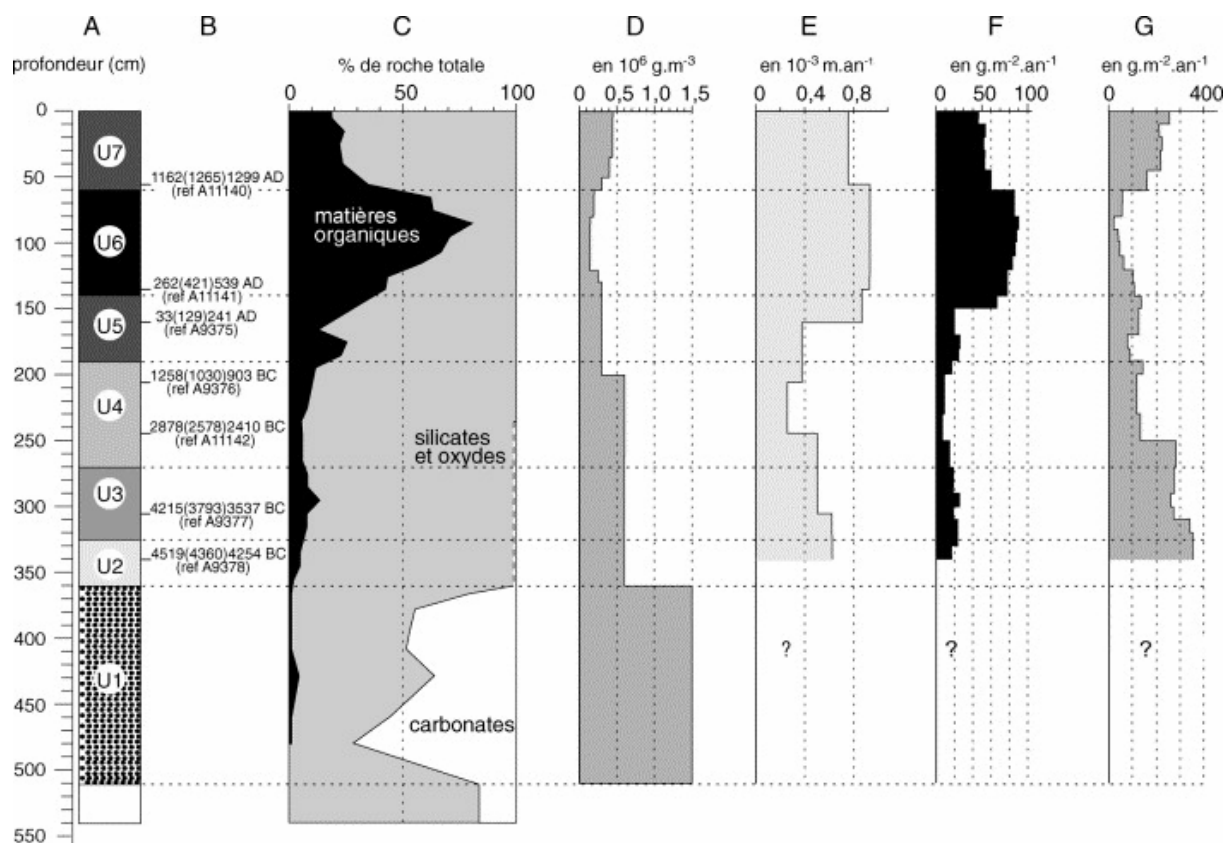 A B C D E F G
profondeur (cm) % de roche totale en 10⁶ g.m⁻³ en 10⁻³ m.an⁻¹ en g.m⁻².an⁻¹ en g.m⁻².an⁻¹
0 50 100 0 0,5 1,0 1,5 0 0,4 0,8 0 50 100 0 200 400
0
U7
50
1162(1265)1299 AD
(ref A11140)
matières
organiques
U6
100
262(421)539 AD
(ref A11141)
150
U5
33(129)241 AD
(ref A9375)
200
1258(1030)903 BC
(ref A9376)
U4
2878(2578)2410 BC
(ref A11142)
250
silicates
et oxydes
U3
300
4215(3793)3537 BC
(ref A9377)
U2
4519(4360)4254 BC
(ref A9378)
350
400
? ? ?
U1
450
carbonates
500
550